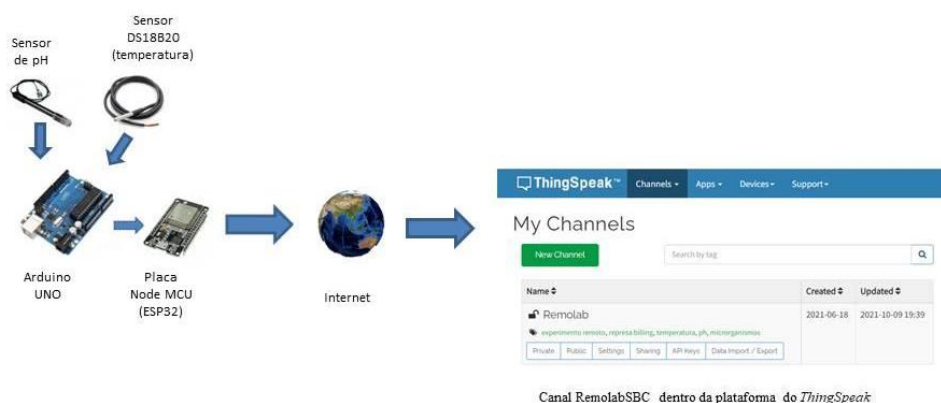 Sensor
de pH
Sensor
DS18B20
(temperatura)
Arduino
UNO
Placa
Node MCU
(ESP32)
Internet
ThingSpeak™ Channels Apps Devices Support
My Channels
New Channel Search by tag
Name Created Updated
Remolab 2021-06-18 2021-10-09 19:39
experimento remoto, represa billing, temperatura, ph, microrganismos
Private Public Settings Sharing API Keys Data Import / Export
Canal RemolabSBC dentro da plataforma do ThingSpeak